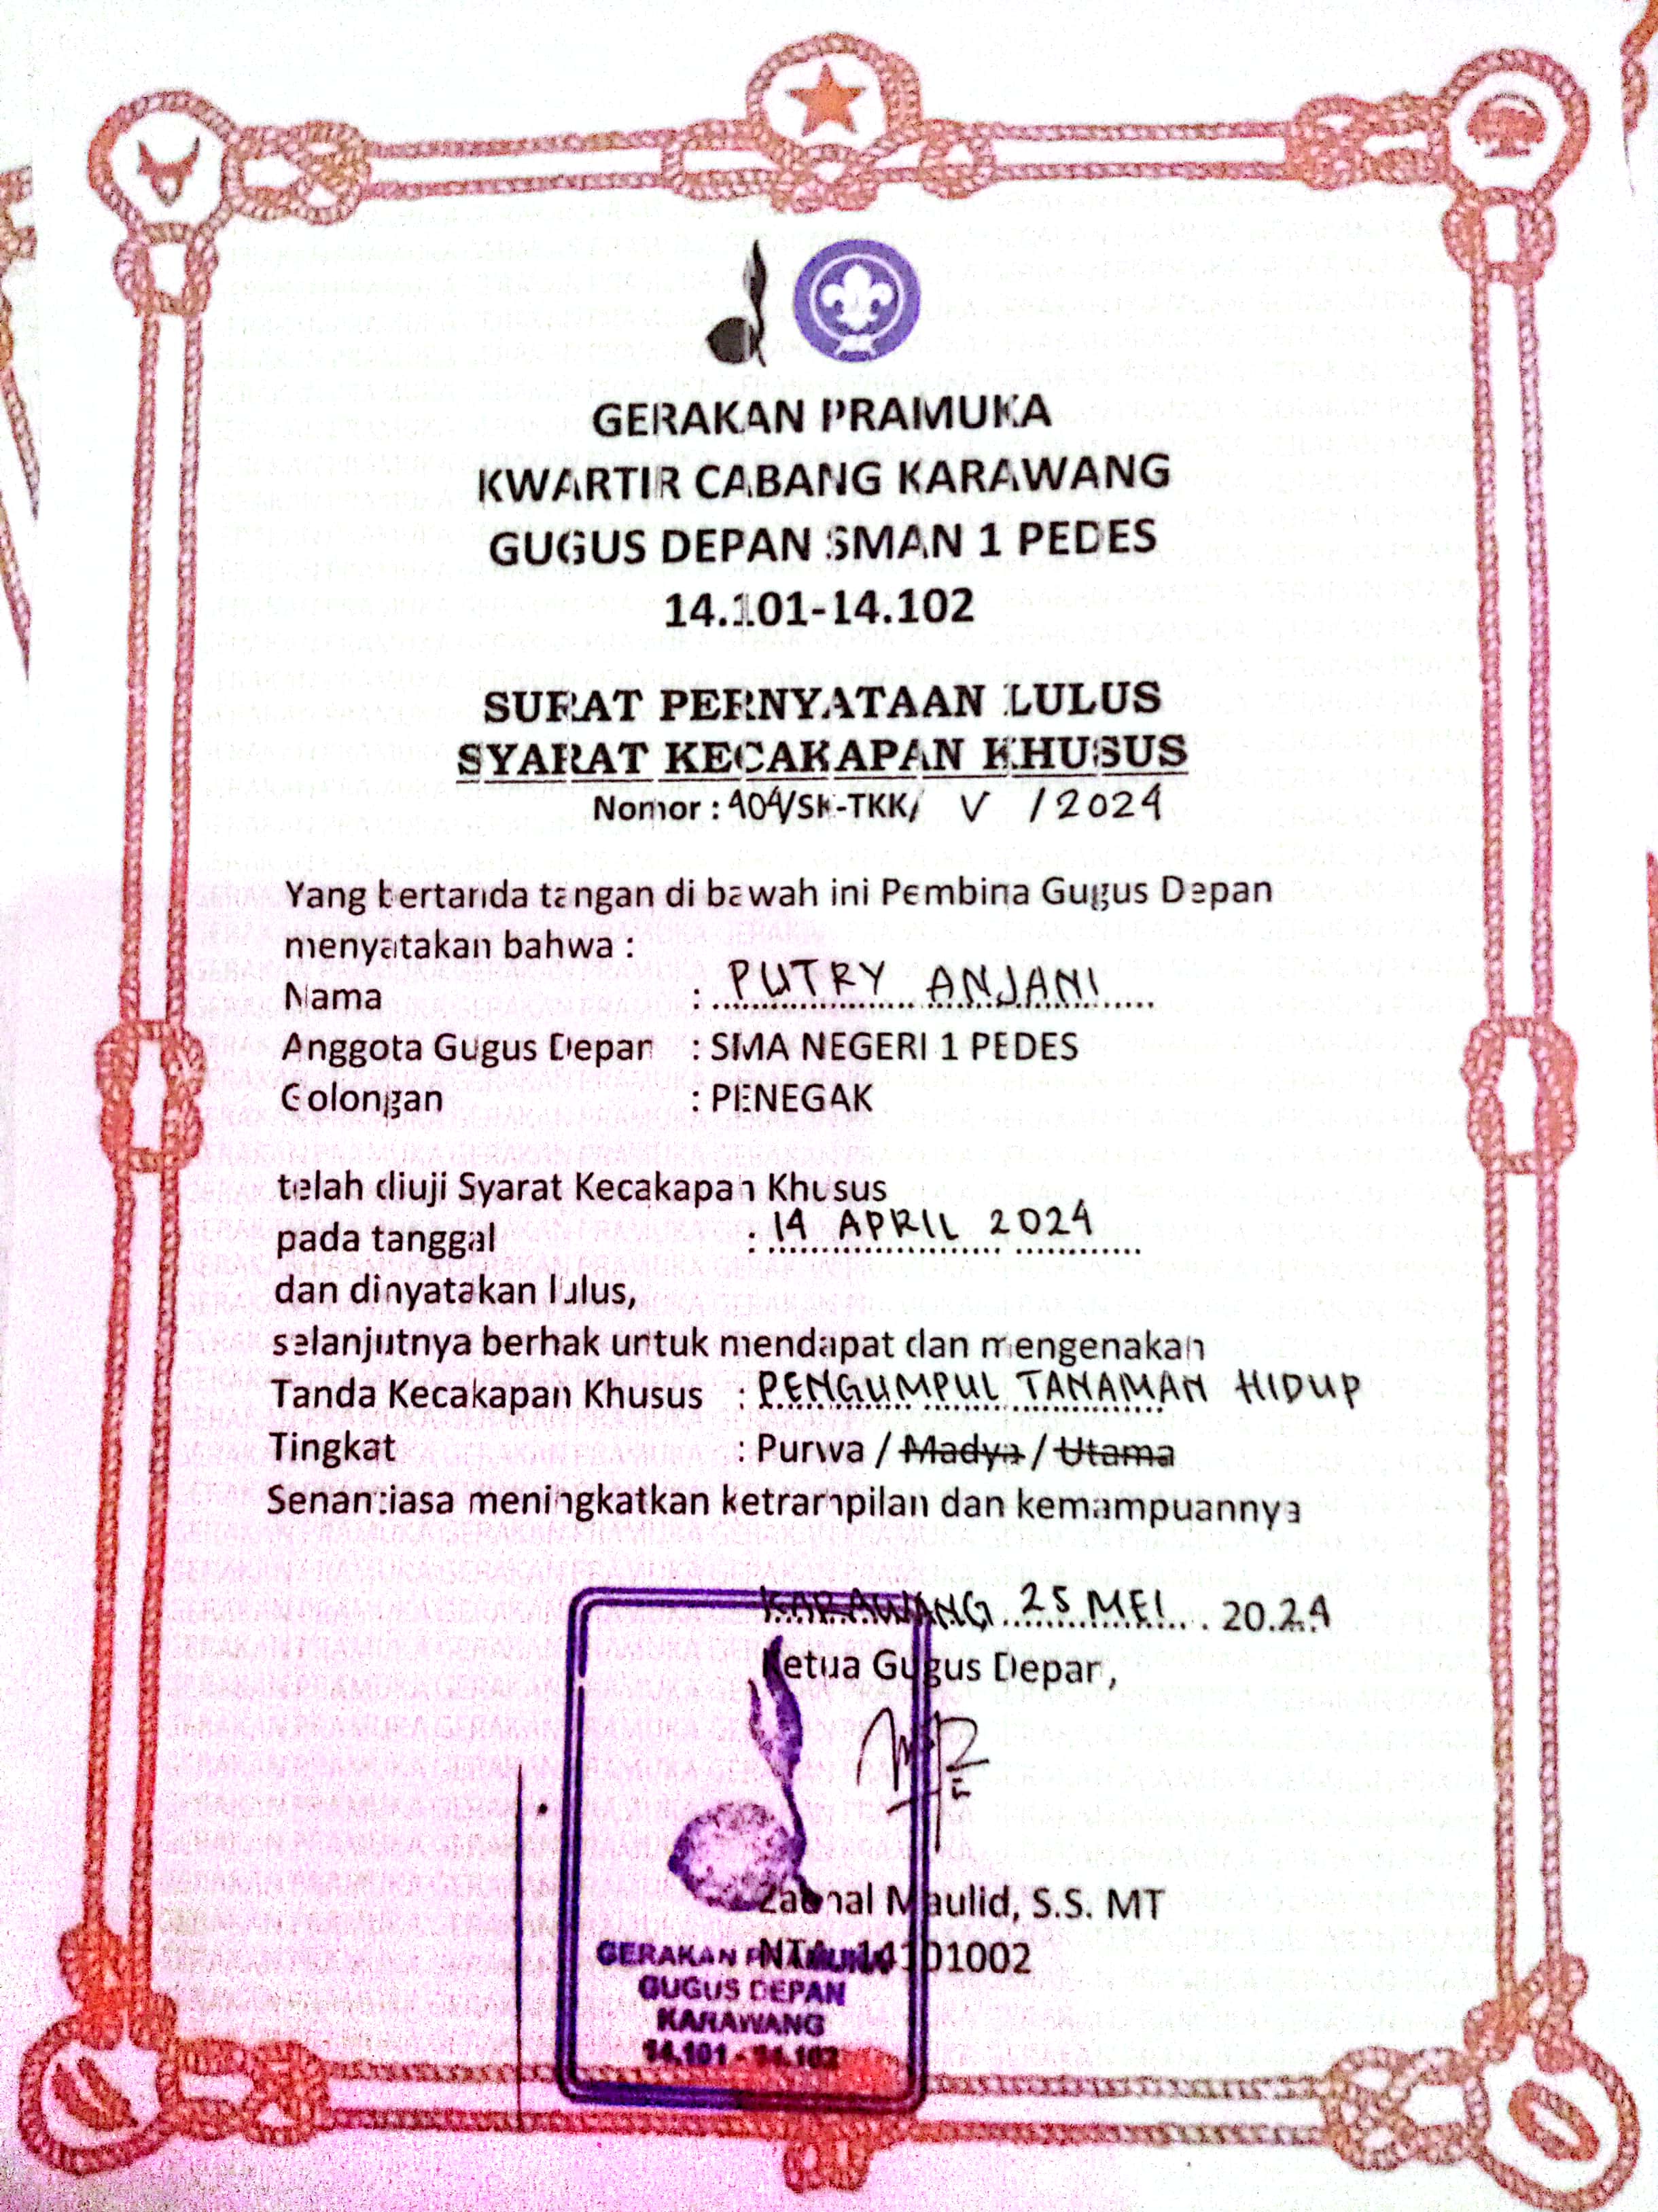 GERAKAN PRAMUKA
KWARTIR CABANG KARAWANG
GUGUS DEPAN SMAN 1 PEDES
14.101-14.102
SURAT PERNYATAAN LULUS
SYARAT KECAKAPAN KHUSUS
Nomor : 104/SK-TKK/ V /2024
Yang bertanda tangan di bawah ini Pembina Gugus Depan
menyatakan bahwa :
Nama : PUTRY ANJANI
Anggota Gugus Depan : SMA NEGERI 1 PEDES
Golongan : PENEGAK
telah diuji Syarat Kecakapan Khusus
pada tanggal : 14 APRIL 2024
dan dinyatakan lulus,
selanjutnya berhak untuk mendapat dan mengenakan
Tanda Kecakapan Khusus : PENGUMPUL TANAMAN HIDUP
Tingkat : Purwa / Madya / Utama
Senantiasa meningkatkan ketrampilan dan kemampuannya
KARAWANG 25 MEI 2024
Ketua Gugus Depan,
Zaenal Maulid, S.S. MT
NTA. 14101002
GERAKAN PRAMUKA
GUGUS DEPAN
KARAWANG
14.101 - 14.102